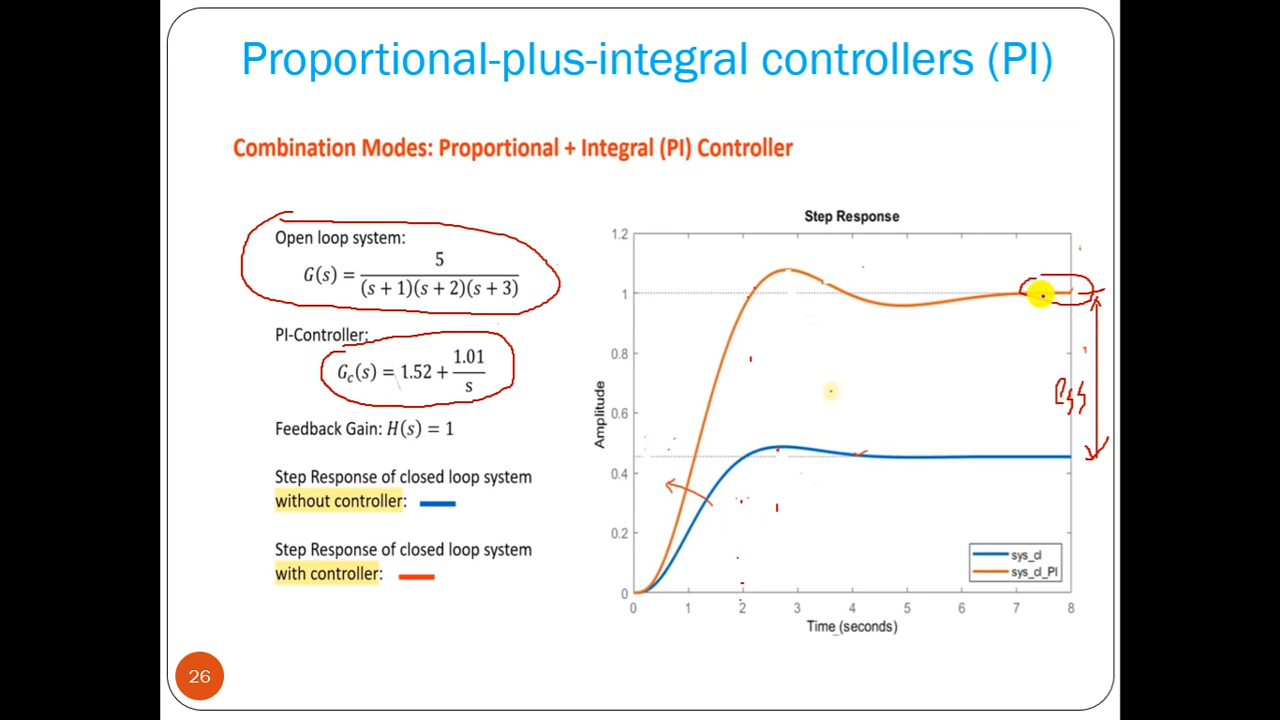 Proportional-plus-integral controllers (PI)
Combination Modes: Proportional + Integral (PI) Controller
Open loop system:
G(s) = 5 / (s + 1)(s + 2)(s + 3)
PI-Controller:
G_c(s) = 1.52 + 1.01 / s
Feedback Gain: H(s) = 1
Step Response of closed loop system
without controller:
Step Response of closed loop system
with controller:
Step Response
Amplitude
1.2
1
0.8
0.6
0.4
0.2
0
0 1 2 3 4 5 6 7 8
Time (seconds)
sys_cl
sys_cl_PI
ess
26